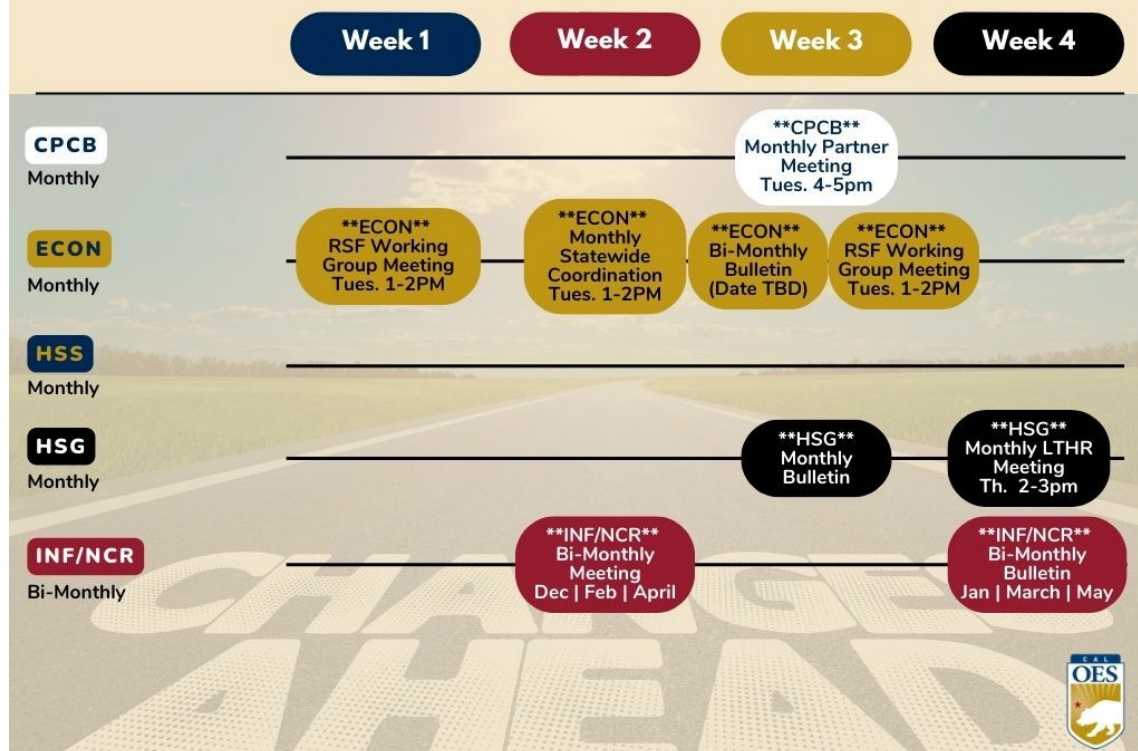 Week 1
Week 2
Week 3
Week 4
CPCB
Monthly
**CPCB**
Monthly Partner
Meeting
Tues. 4-5pm
ECON
Monthly
**ECON**
RSF Working
Group Meeting
Tues. 1-2PM
**ECON**
Monthly
Statewide
Coordination
Tues. 1-2PM
**ECON**
Bi-Monthly
Bulletin
(Date TBD)
**ECON**
RSF Working
Group Meeting
Tues. 1-2PM
HSS
Monthly
HSG
Monthly
**HSG**
Monthly
Bulletin
**HSG**
Monthly LTHR
Meeting
Th. 2-3pm
INF/NCR
Bi-Monthly
**INF/NCR**
Bi-Monthly
Meeting
Dec | Feb | April
**INF/NCR**
Bi-Monthly
Bulletin
Jan | March | May
CHANGES
AHEAD
CAL
OES